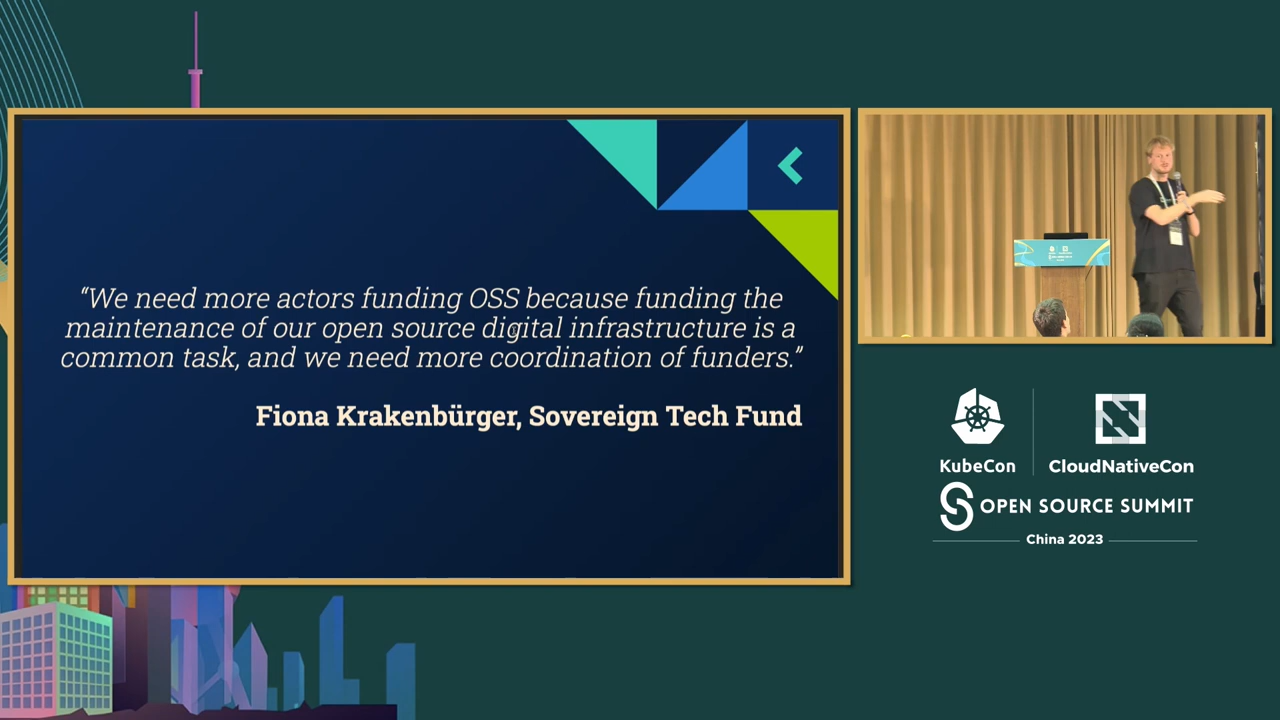 “We need more actors funding OSS because funding the
maintenance of our open source digital infrastructure is a
common task, and we need more coordination of funders.”
Fiona Krakenbürger, Sovereign Tech Fund
KubeCon
CloudNativeCon
OPEN SOURCE SUMMIT
China 2023